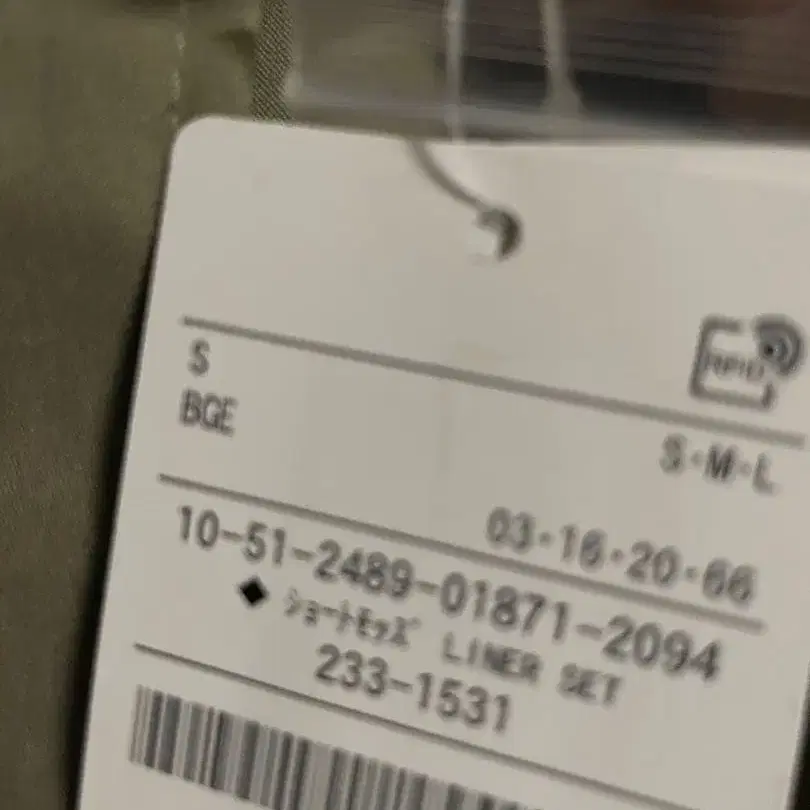 RFID
S
S・M・L
BGE
03・16・20・66
10-51-2489-01871-2094
◆ ショートモッズ LINER SET
233-1531